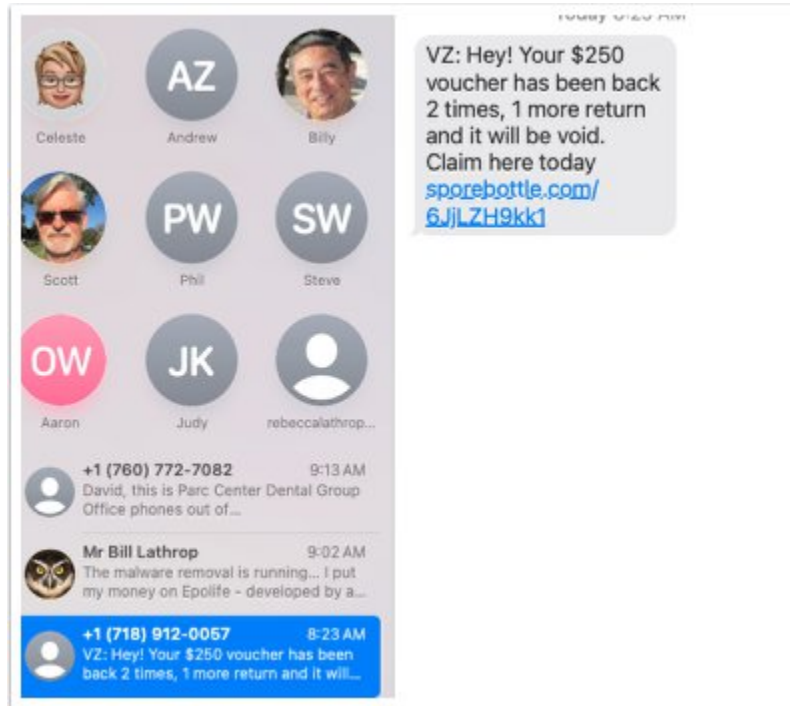 Today 8:23 AM
VZ: Hey! Your $250
voucher has been back
2 times, 1 more return
and it will be void.
Claim here today
sporebottle.com/
6JjLZH9kk1
Celeste
AZ
Andrew
Billy
Scott
PW
Phil
SW
Steve
OW
Aaron
JK
Judy
rebeccalathrop...
+1 (760) 772-7082
9:13 AM
David, this is Parc Center Dental Group
Office phones out of...
Mr Bill Lathrop
9:02 AM
The malware removal is running... I put
my money on Epolife - developed by a...
+1 (718) 912-0057
8:23 AM
VZ: Hey! Your $250 voucher has been
back 2 times, 1 more return and it will...